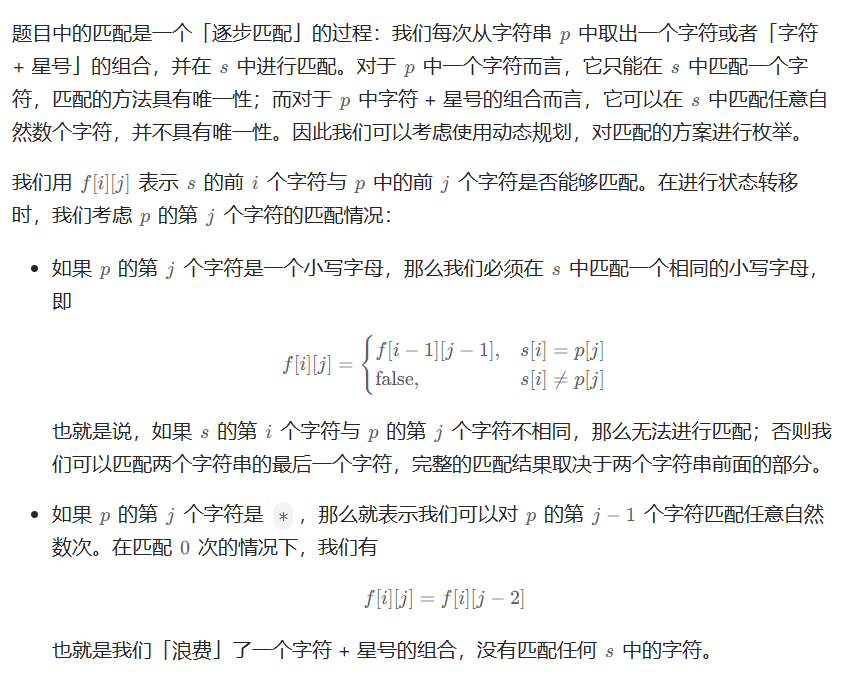 题目中的匹配是一个「逐步匹配」的过程：我们每次从字符串 p 中取出一个字符或者「字符
+ 星号」的组合，并在 s 中进行匹配。对于 p 中一个字符而言，它只能在 s 中匹配一个字
符，匹配的方法具有唯一性；而对于 p 中字符 + 星号的组合而言，它可以在 s 中匹配任意自
然数个字符，并不具有唯一性。因此我们可以考虑使用动态规划，对匹配的方案进行枚举。
我们用 f[i][j] 表示 s 的前 i 个字符与 p 中的前 j 个字符是否能够匹配。在进行状态转移
时，我们考虑 p 的第 j 个字符的匹配情况：
• 如果 p 的第 j 个字符是一个小写字母，那么我们必须在 s 中匹配一个相同的小写字母，
即
f[i][j] = { f[i − 1][j − 1], s[i] = p[j]
false, s[i] ≠ p[j]
也就是说，如果 s 的第 i 个字符与 p 的第 j 个字符不相同，那么无法进行匹配；否则我
们可以匹配两个字符串的最后一个字符，完整的匹配结果取决于两个字符串前面的部分。
• 如果 p 的第 j 个字符是 *，那么就表示我们可以对 p 的第 j − 1 个字符匹配任意自然
数次。在匹配 0 次的情况下，我们有
f[i][j] = f[i][j − 2]
也就是我们「浪费」了一个字符 + 星号的组合，没有匹配任何 s 中的字符。